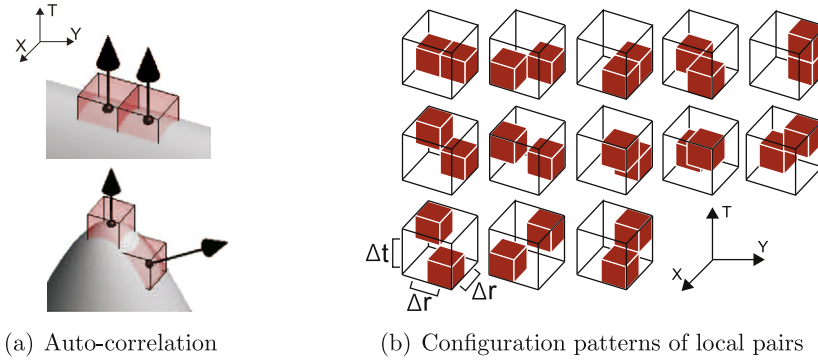 T
X Y
T
Y
X
Δt
Δr Δr
(a) Auto-correlation
(b) Configuration patterns of local pairs